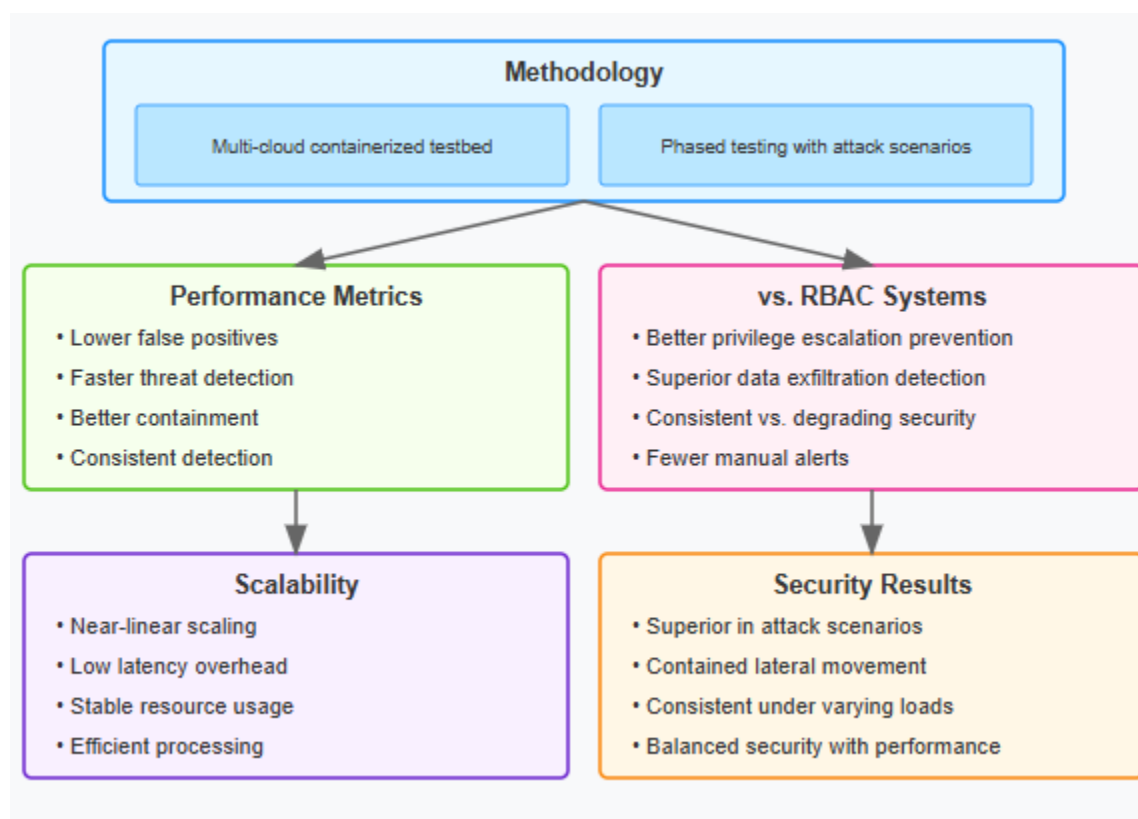 Methodology
Multi-cloud containerized testbed
Phased testing with attack scenarios
Performance Metrics
• Lower false positives
• Faster threat detection
• Better containment
• Consistent detection
vs. RBAC Systems
• Better privilege escalation prevention
• Superior data exfiltration detection
• Consistent vs. degrading security
• Fewer manual alerts
Scalability
• Near-linear scaling
• Low latency overhead
• Stable resource usage
• Efficient processing
Security Results
• Superior in attack scenarios
• Contained lateral movement
• Consistent under varying loads
• Balanced security with performance